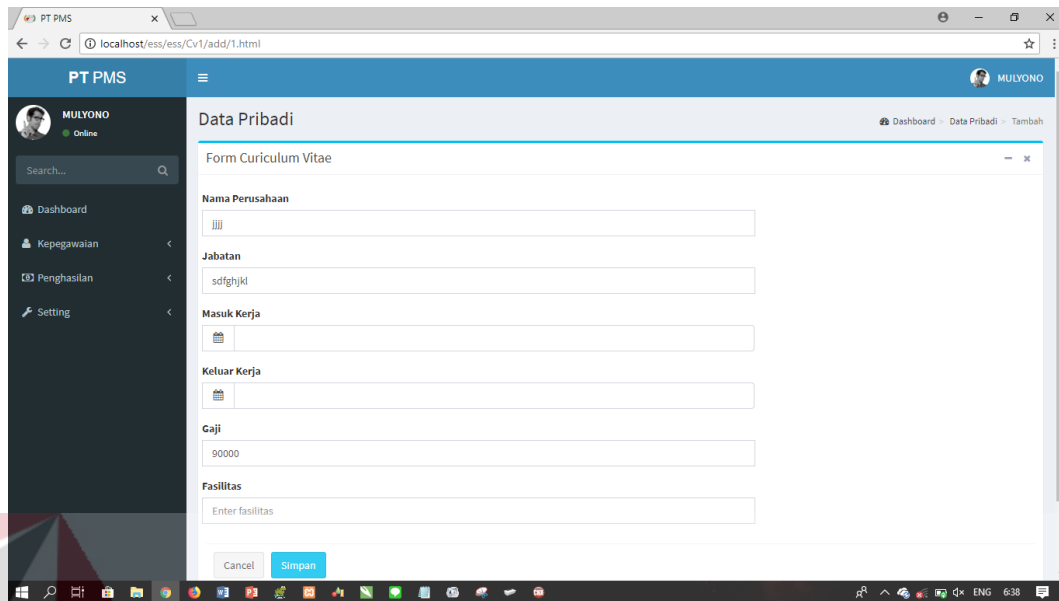 PT PMS
localhost/ess/ess/Cv1/add/1.html
PT PMS
MULYONO
MULYONO
Online
Data Pribadi
Dashboard > Data Pribadi > Tambah
Search...
Form Curiculum Vitae
Dashboard
Kepegawaian
Penghasilan
Setting
Nama Perusahaan
jjjj
Jabatan
sdfghjkl
Masuk Kerja
Keluar Kerja
Gaji
90000
Fasilitas
Enter fasilitas
Cancel
Simpan
ENG 6:38